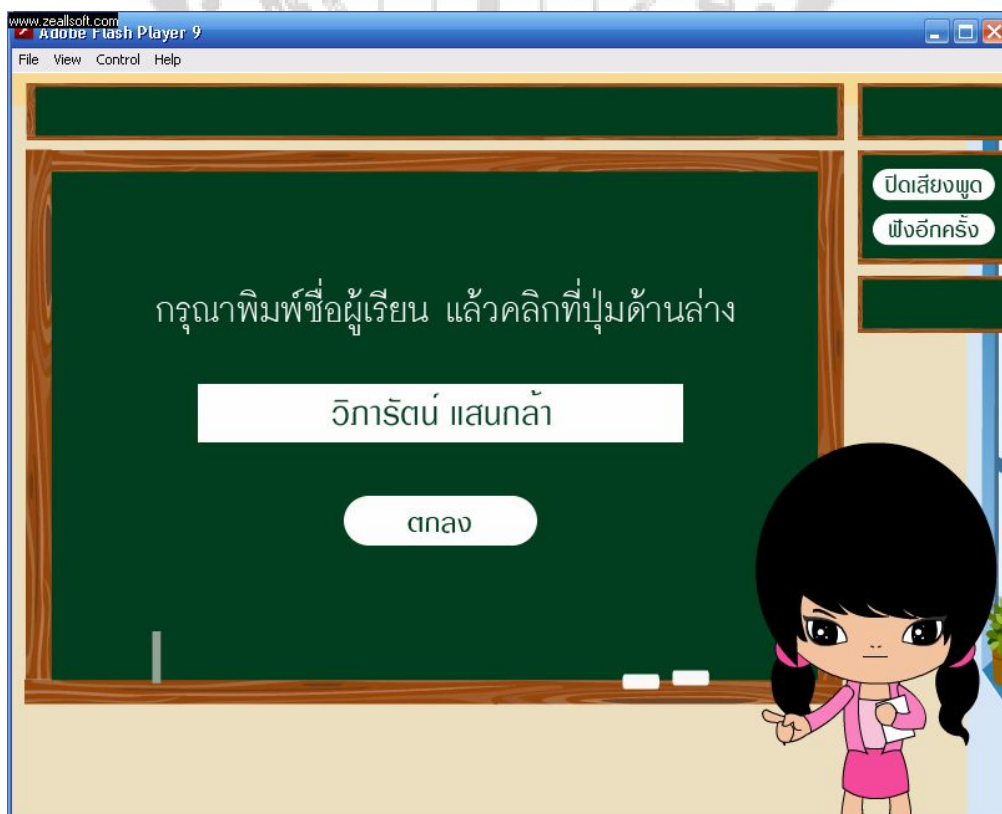 www.zeallsoft.com
Adobe Flash Player 9
File View Control Help
ปิดเสียงพูด
ฟังอีกครั้ง
กรุณาพิมพ์ชื่อผู้เรียน แล้วคลิกที่ปุ่มด้านล่าง
วิภารัตน์ แสนกล้า
ตกลง